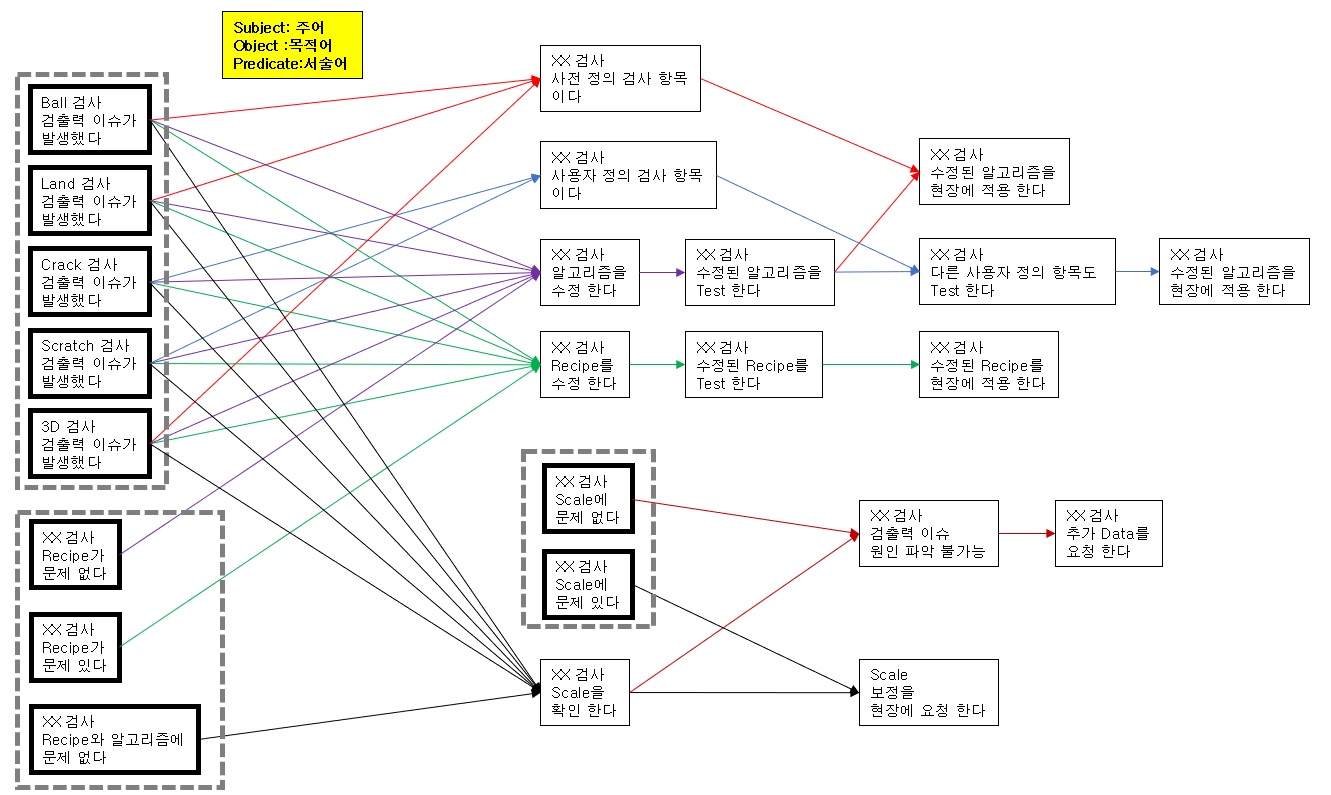 Subject: 주어
Object :목적어
Predicate:서술어
Ball 검사
검출력 이슈가
발생했다
Land 검사
검출력 이슈가
발생했다
Crack 검사
검출력 이슈가
발생했다
Scratch 검사
검출력 이슈가
발생했다
3D 검사
검출력 이슈가
발생했다
XX 검사
Recipe가
문제 없다
XX 검사
Recipe가
문제 있다
XX 검사
Recipe와 알고리즘에
문제 없다
XX 검사
사전 정의 검사 항목
이다
XX 검사
사용자 정의 검사 항목
이다
XX 검사
알고리즘을
수정 한다
XX 검사
수정된 알고리즘을
Test 한다
XX 검사
수정된 알고리즘을
현장에 적용 한다
XX 검사
다른 사용자 정의 항목도
Test 한다
XX 검사
수정된 알고리즘을
현장에 적용 한다
XX 검사
Recipe를
수정 한다
XX 검사
수정된 Recipe를
Test 한다
XX 검사
수정된 Recipe를
현장에 적용 한다
XX 검사
Scale에
문제 없다
XX 검사
Scale에
문제 있다
XX 검사
검출력 이슈
원인 파악 불가능
XX 검사
추가 Data를
요청 한다
XX 검사
Scale을
확인 한다
Scale
보정을
현장에 요청 한다